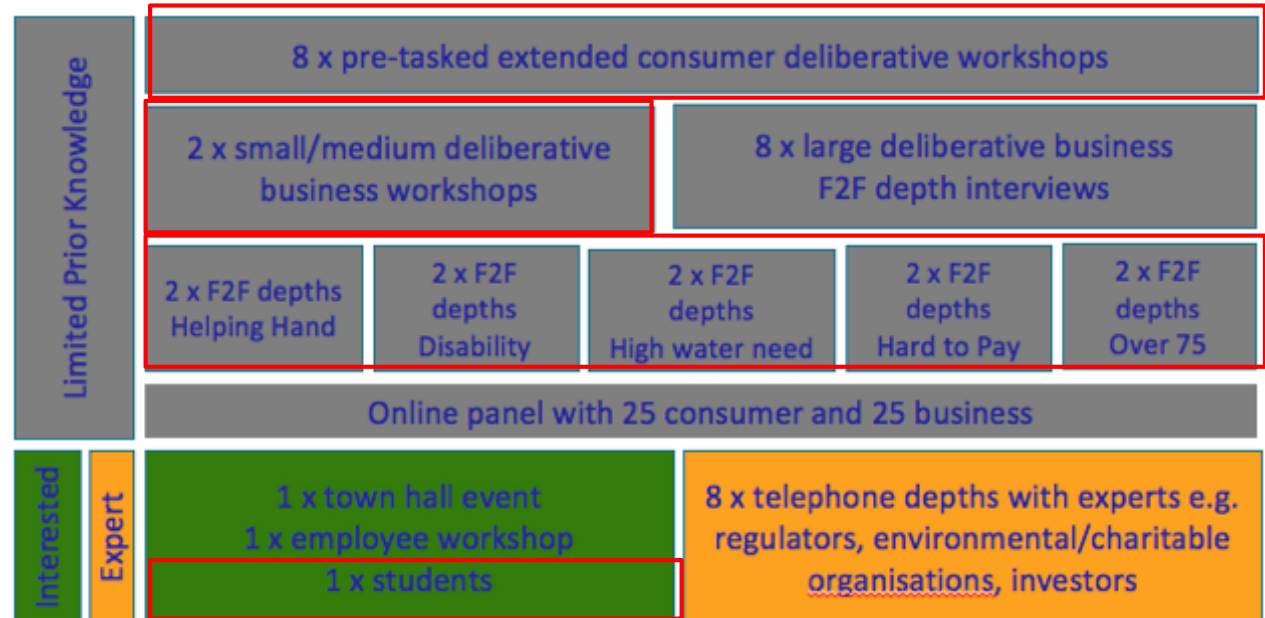 Limited Prior Knowledge
8 x pre-tasked extended consumer deliberative workshops
2 x small/medium deliberative
business workshops
8 x large deliberative business
F2F depth interviews
2 x F2F depths
Helping Hand
2 x F2F
depths
Disability
2 x F2F
depths
High water need
2 x F2F
depths
Hard to Pay
2 x F2F
depths
Over 75
Online panel with 25 consumer and 25 business
Interested
Expert
1 x town hall event
1 x employee workshop
1 x students
8 x telephone depths with experts e.g.
regulators, environmental/charitable
organisations, investors